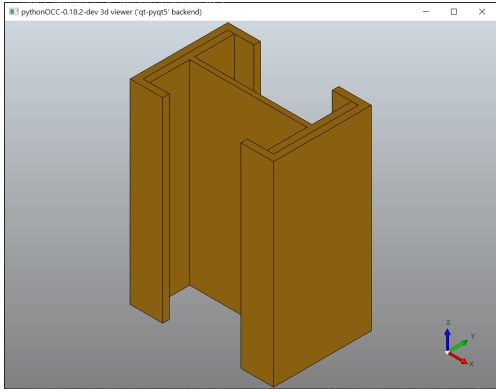 pythonOCC-0.18.2-dev 3d viewer ('qt-pyqt5' backend)
Z
Y
X